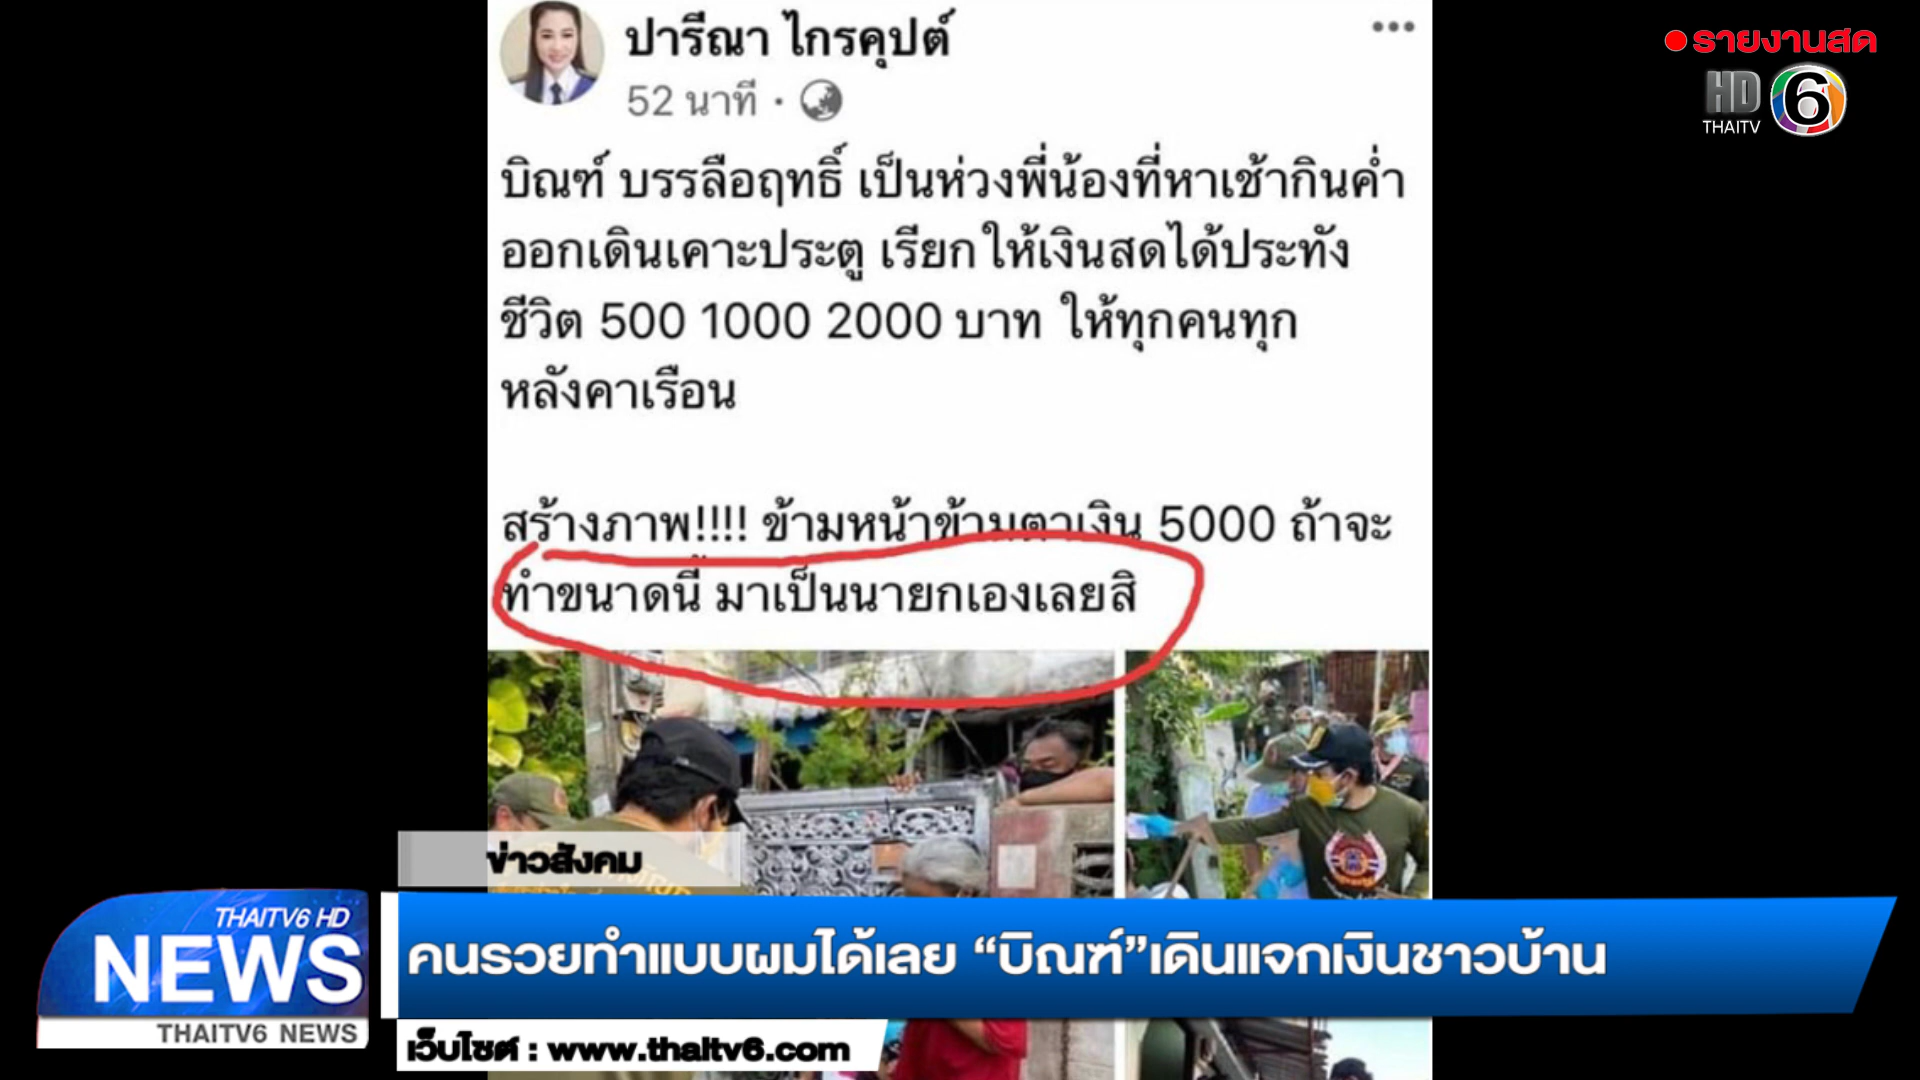 ปารีณา ไกรคุปต์
52 นาที ·
รายงานสด
HD
THAITV
6
บิณฑ์ บรรลือฤทธิ์ เป็นห่วงพี่น้องที่หาเช้ากินค่ำ
ออกเดินเคาะประตู เรียกให้เงินสดได้ประทัง
ชีวิต 500 1000 2000 บาท ให้ทุกคนทุก
หลังคาเรือน
สร้างภาพ!!!! ข้ามหน้าข้ามตาเงิน 5000 ถ้าจะ
ทำขนาดนี้ มาเป็นนายกเองเลยสิ
ข่าวสังคม
THAITV6 HD
NEWS
THAITV6 NEWS
คนรวยทำแบบผมได้เลย “บิณฑ์”เดินแจกเงินชาวบ้าน
เว็บไซต์ : www.thaitv6.com